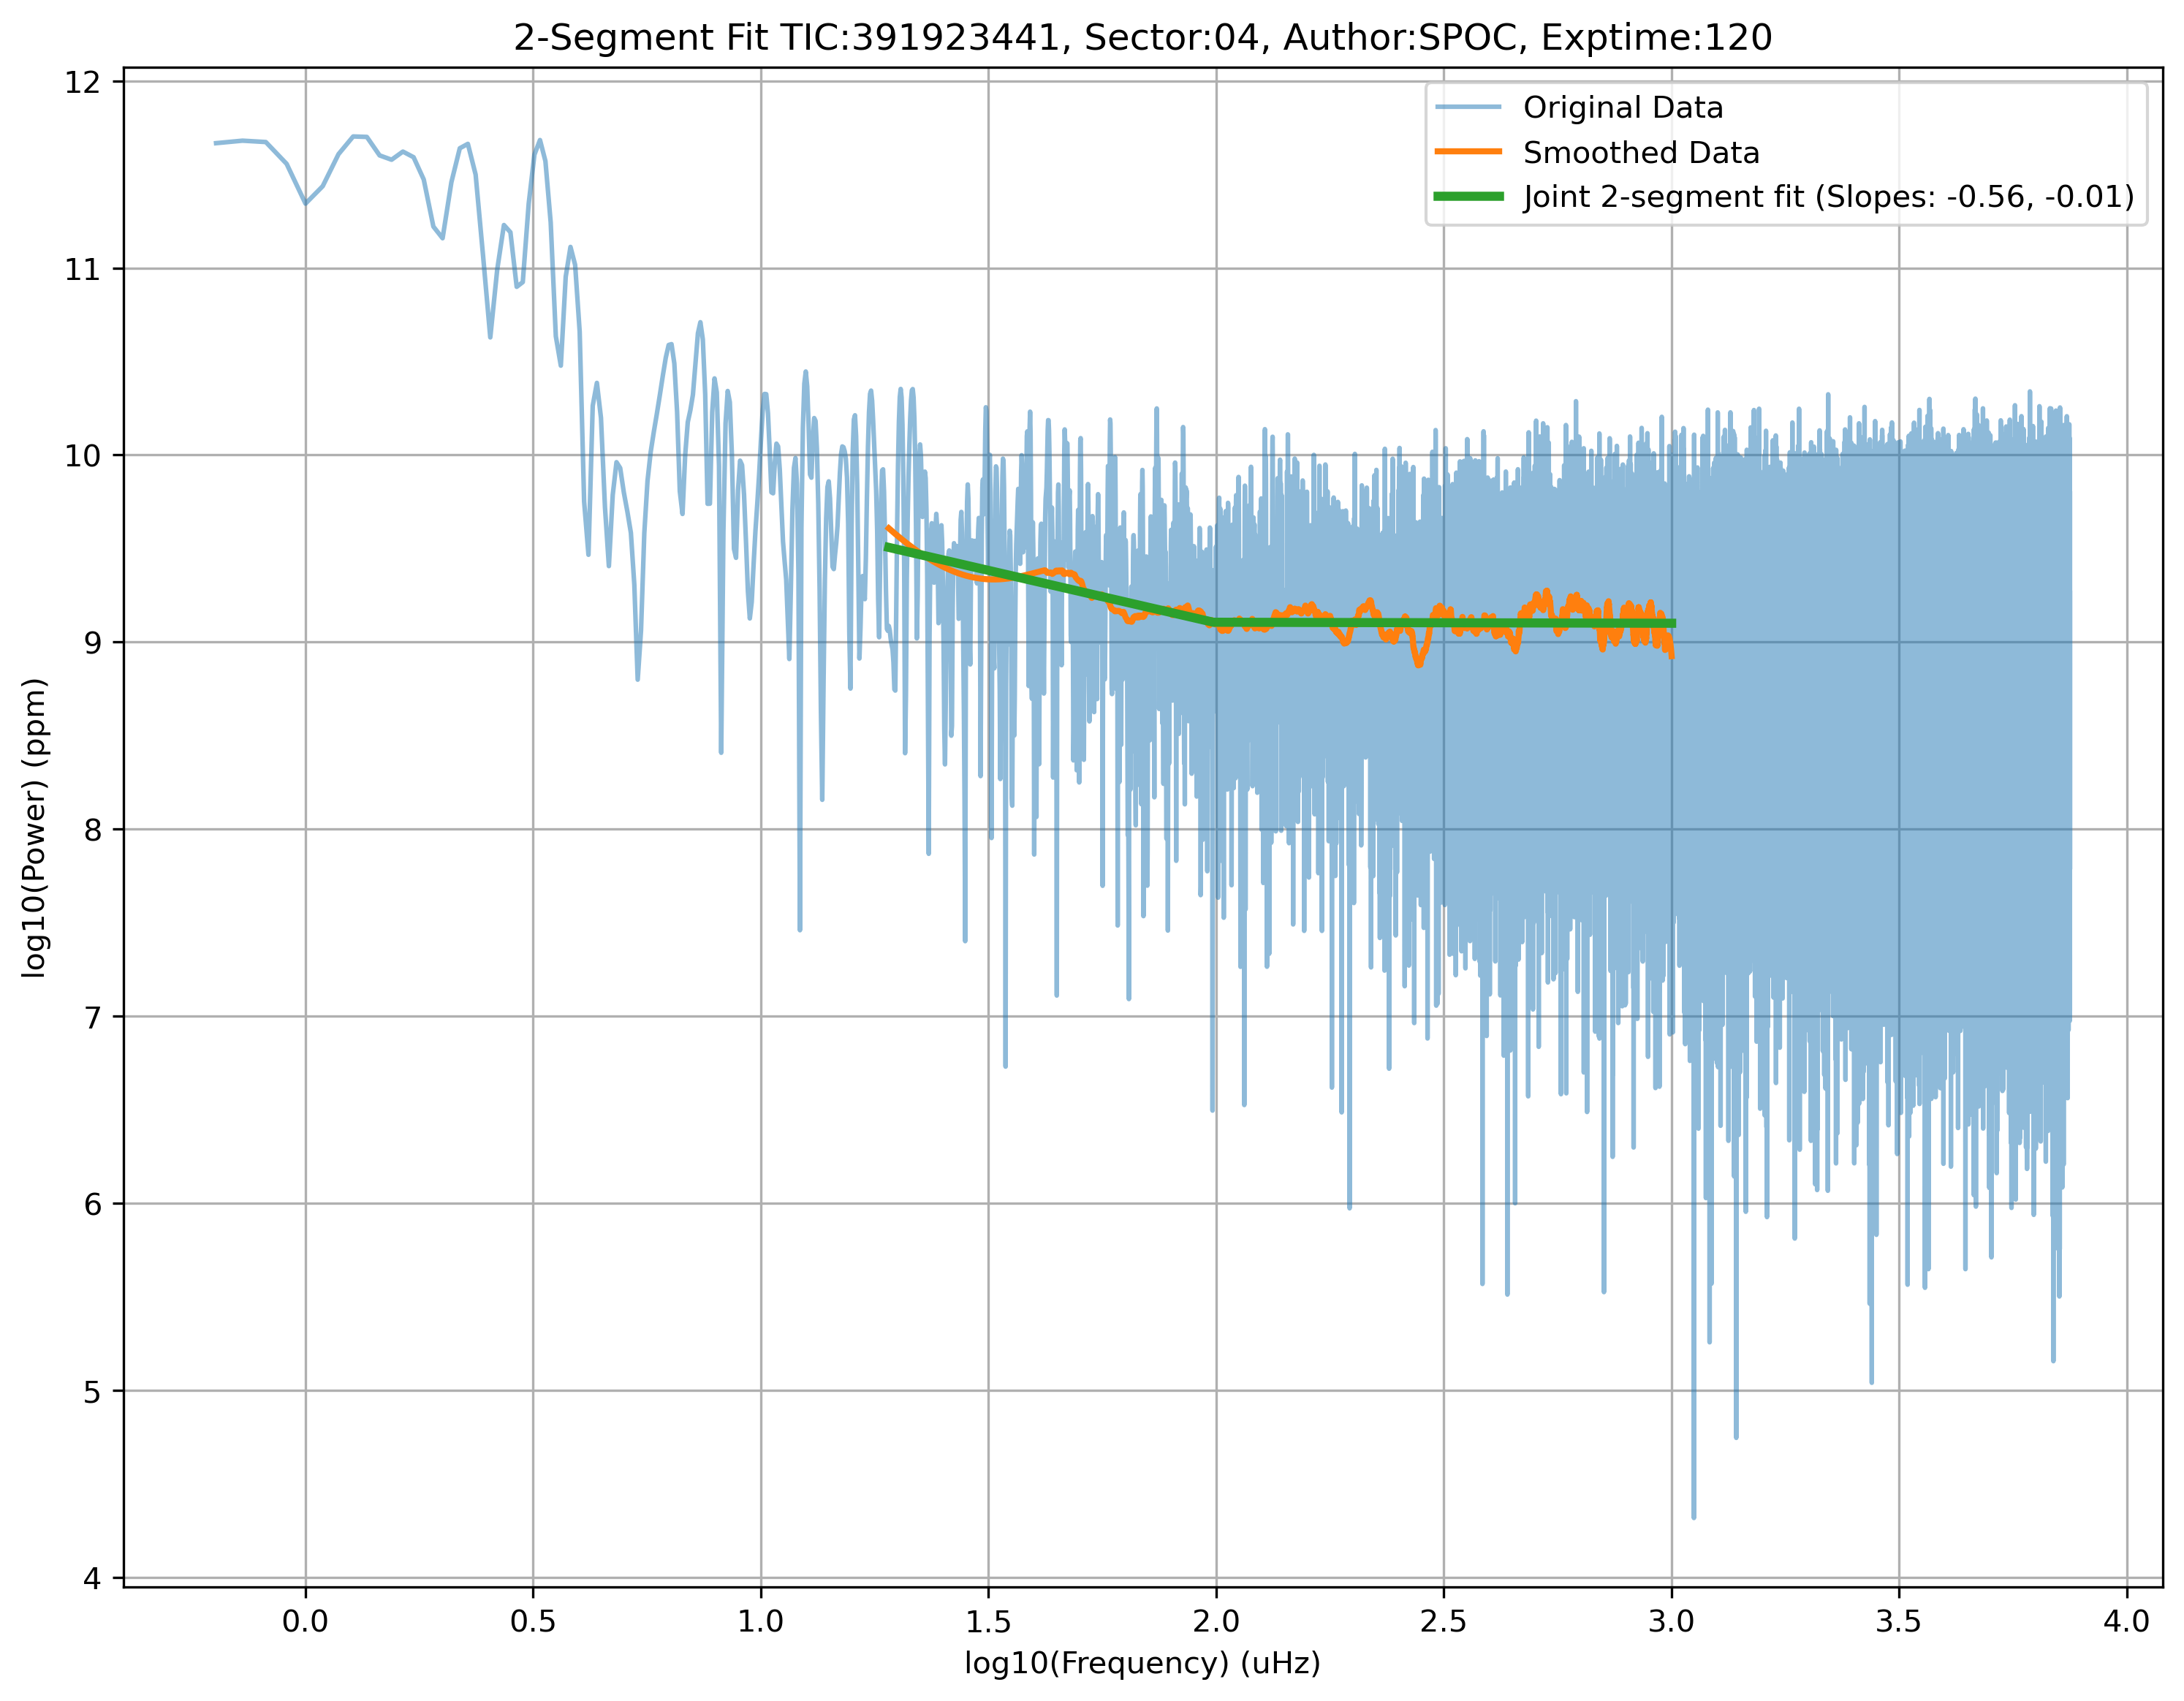 2-Segment Fit TIC:391923441, Sector:04, Author:SPOC, Exptime:120
Original Data
Smoothed Data
Joint 2-segment fit (Slopes: -0.56, -0.01)
log10(Power) (ppm)
12
11
10
9
8
7
6
5
4
0.0 0.5 1.0 1.5 2.0 2.5 3.0 3.5 4.0
log10(Frequency) (uHz)